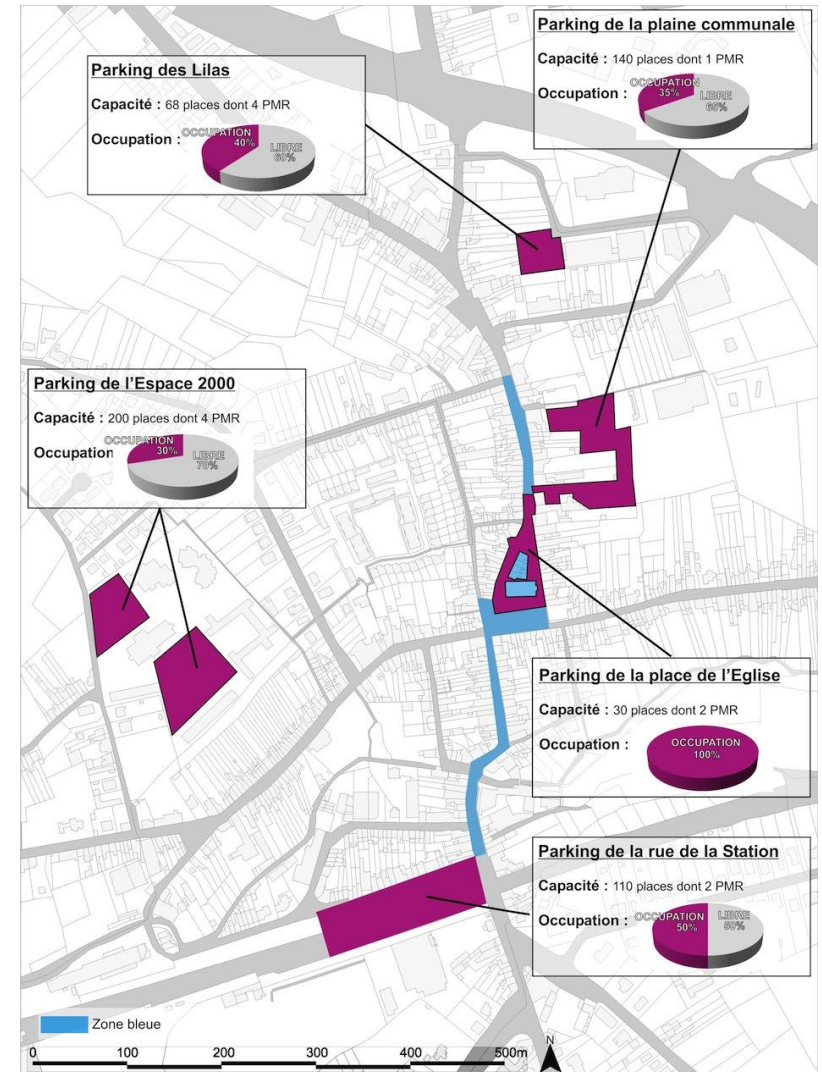 Parking de la plaine communale
Capacité : 140 places dont 1 PMR
Occupation :
OCCUPATION
35%
LIBRE
65%
Parking des Lilas
Capacité : 68 places dont 4 PMR
Occupation :
OCCUPATION
40%
LIBRE
60%
Parking de l'Espace 2000
Capacité : 200 places dont 4 PMR
Occupation
OCCUPATION
30%
LIBRE
70%
Parking de la place de l'Eglise
Capacité : 30 places dont 2 PMR
Occupation :
OCCUPATION
100%
Parking de la rue de la Station
Capacité : 110 places dont 2 PMR
Occupation :
OCCUPATION
50%
LIBRE
50%
Zone bleue
0 100 200 300 400 500m
N